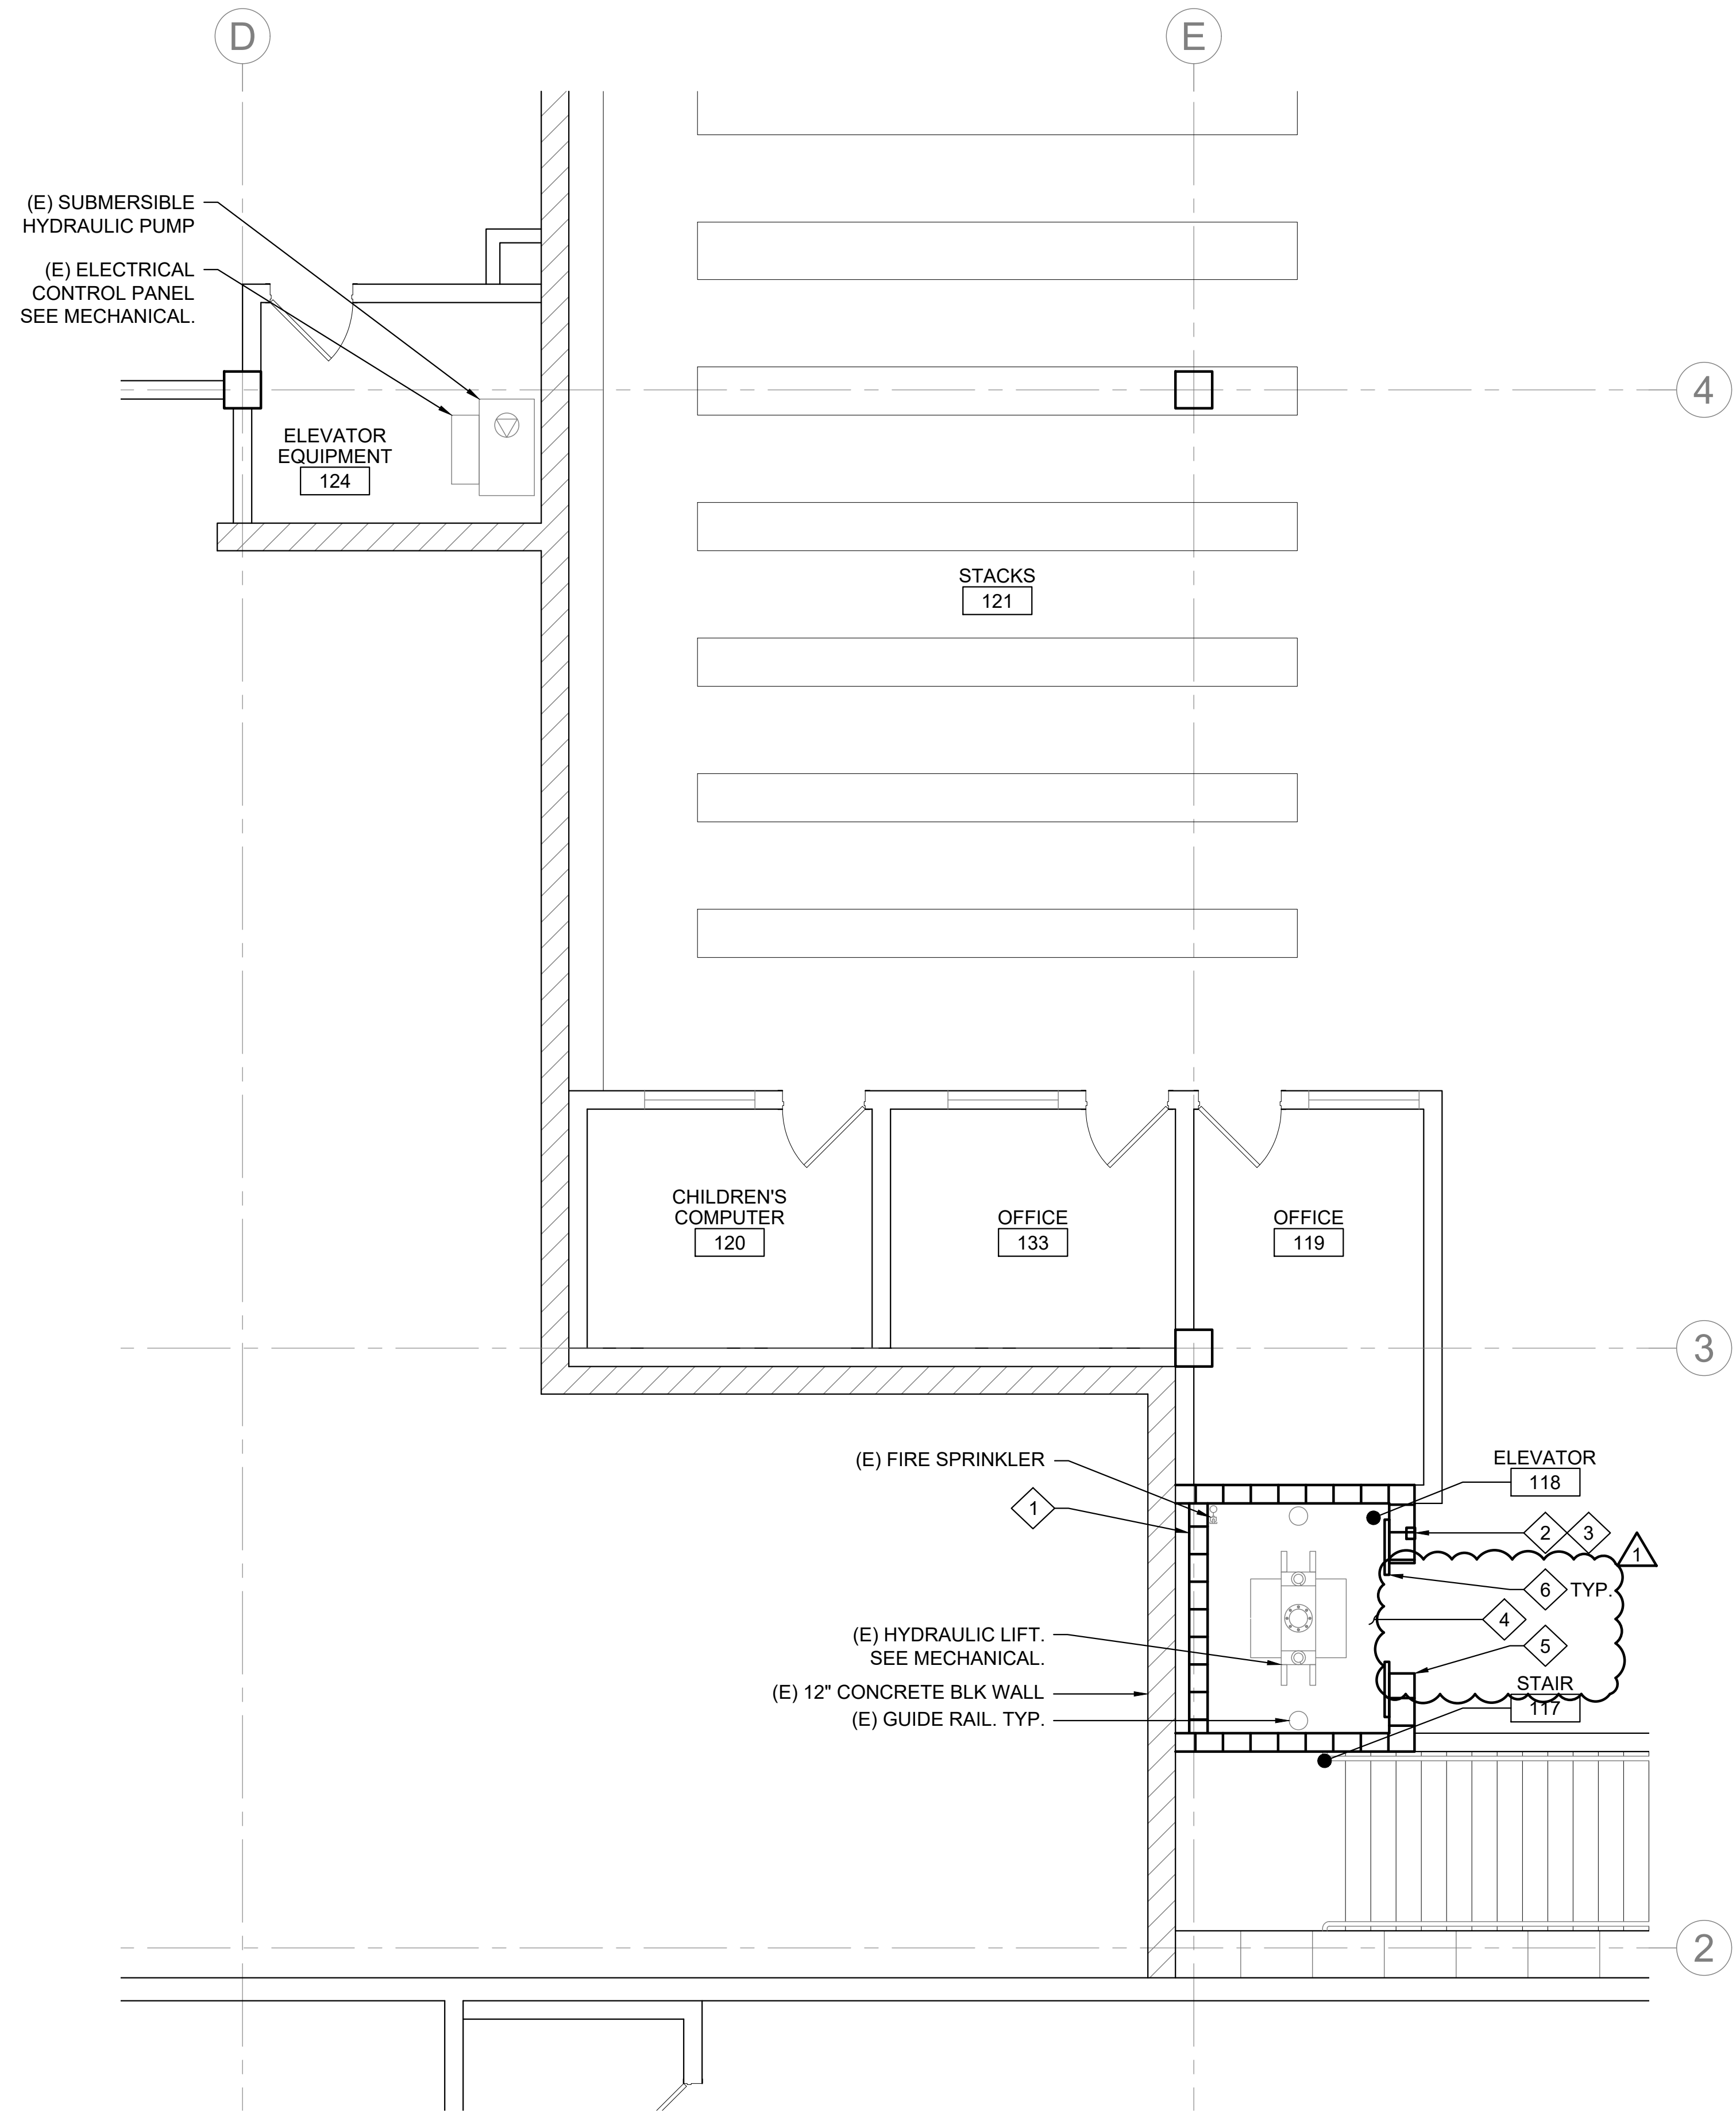 D
E
(E) SUBMERSIBLE
HYDRAULIC PUMP
(E) ELECTRICAL
CONTROL PANEL
SEE MECHANICAL.
4
ELEVATOR
EQUIPMENT
124
STACKS
121
CHILDREN'S
COMPUTER
120
OFFICE
133
OFFICE
119
3
(E) FIRE SPRINKLER
1
ELEVATOR
118
2
3
1
6 TYP.
4
5
(E) HYDRAULIC LIFT.
SEE MECHANICAL.
(E) 12" CONCRETE BLK WALL
(E) GUIDE RAIL. TYP.
STAIR
117
2